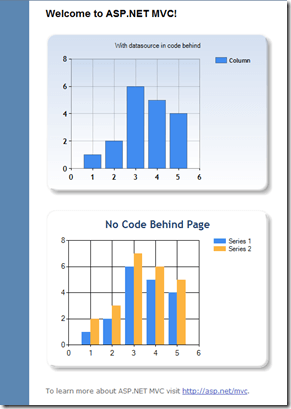 Welcome to ASP.NET MVC!
With datasource in code behind
8
6
4
2
0
0 1 2 3 4 5 6
Column
No Code Behind Page
8
6
4
2
0
0 1 2 3 4 5 6
Series 1
Series 2
To learn more about ASP.NET MVC visit http://asp.net/mvc.